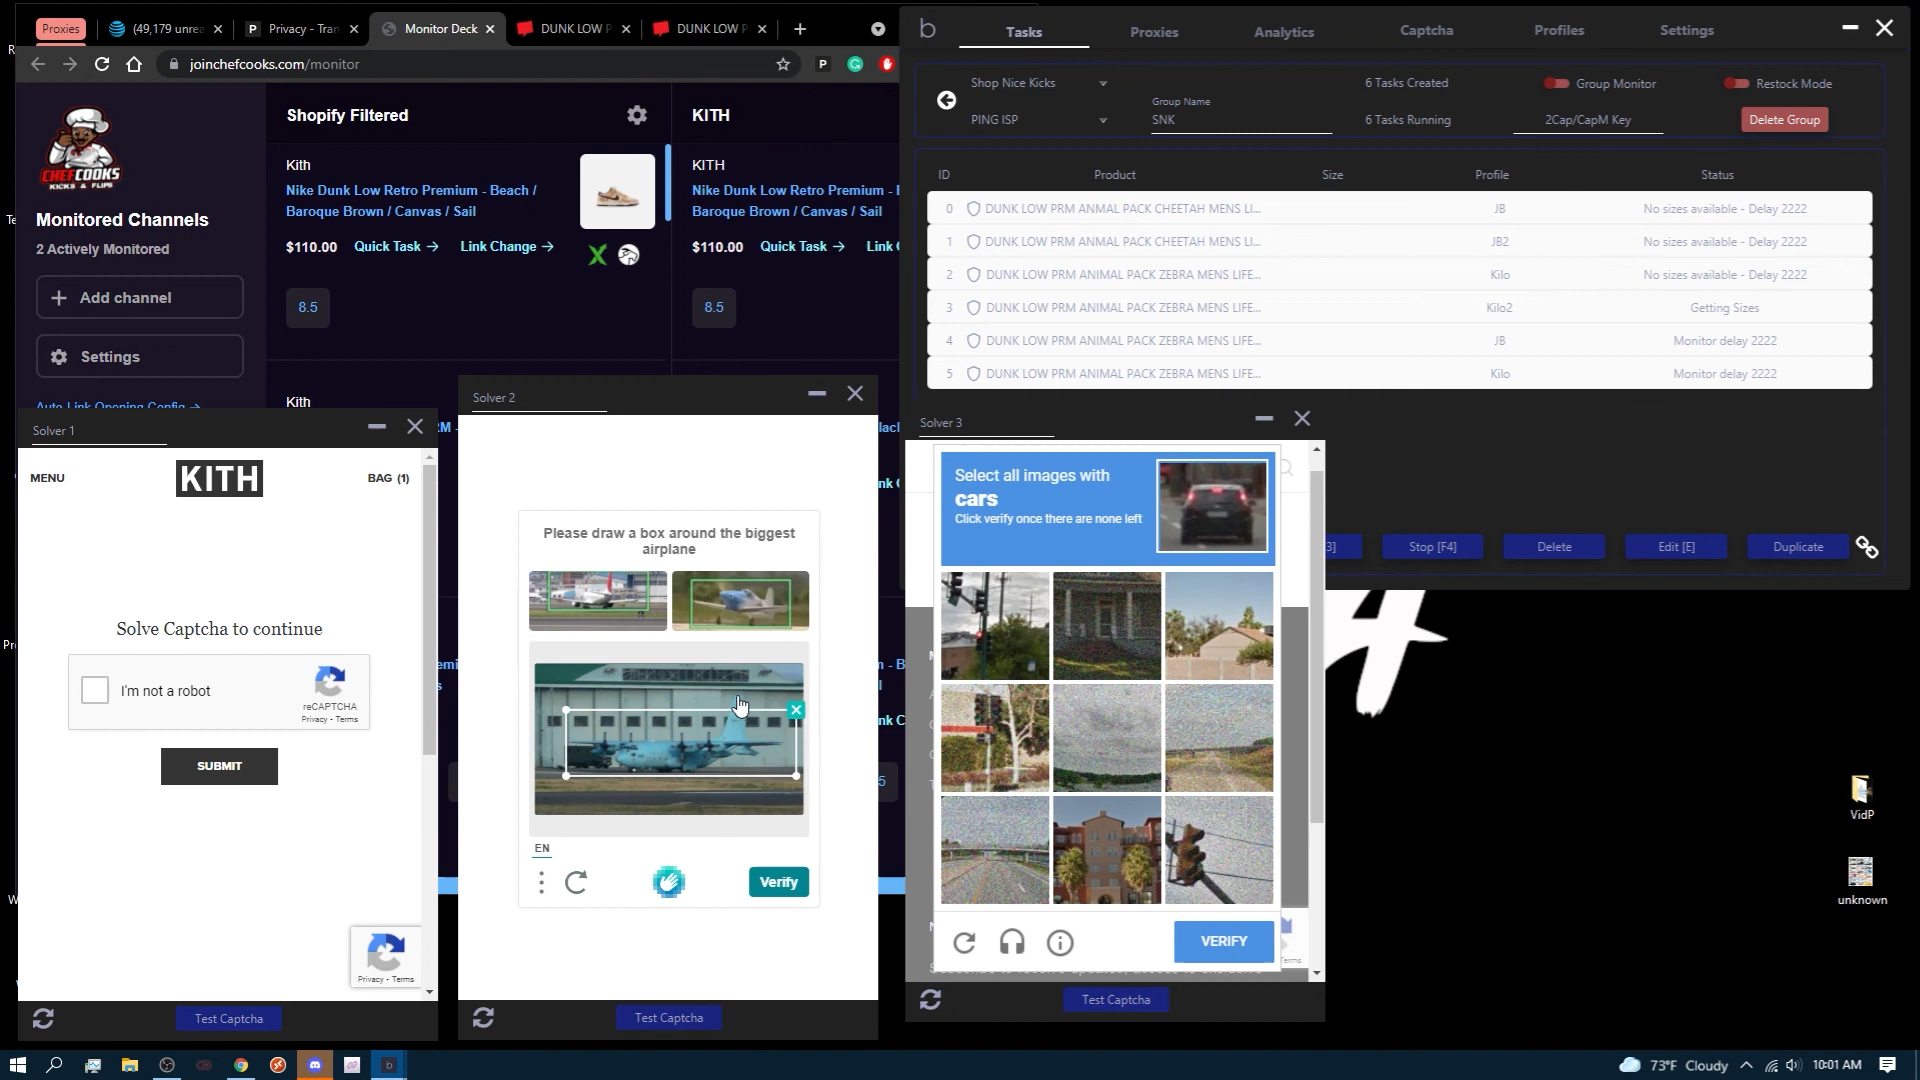 Proxies
(49,179 unrea
Privacy - Tran
Monitor Deck
DUNK LOW P
DUNK LOW P
joinchefcooks.com/monitor
CHEFCOOKS
KICKS & FLIPS
Monitored Channels
2 Actively Monitored
Add channel
Settings
Auto Link Opening Config →
Shopify Filtered
Kith
Nike Dunk Low Retro Premium - Beach /
Baroque Brown / Canvas / Sail
$110.00 Quick Task → Link Change →
8.5
Kith
KITH
KITH
Nike Dunk Low Retro Premium -
Baroque Brown / Canvas / Sail
$110.00 Quick Task → Link
8.5
b
Tasks
Proxies
Analytics
Captcha
Profiles
Settings
Shop Nice Kicks
PING ISP
Group Name
SNK
6 Tasks Created
6 Tasks Running
Group Monitor
Restock Mode
2Cap/CapM Key
Delete Group
ID Product Size Profile Status
0 DUNK LOW PRM ANMAL PACK CHEETAH MENS LI... JB No sizes available - Delay 2222
1 DUNK LOW PRM ANMAL PACK CHEETAH MENS LI... JB2 No sizes available - Delay 2222
2 DUNK LOW PRM ANIMAL PACK ZEBRA MENS LIFE... Kilo No sizes available - Delay 2222
3 DUNK LOW PRM ANIMAL PACK ZEBRA MENS LIFE... Kilo2 Getting Sizes
4 DUNK LOW PRM ANIMAL PACK ZEBRA MENS LIFE... JB Monitor delay 2222
5 DUNK LOW PRM ANIMAL PACK ZEBRA MENS LIFE... Kilo Monitor delay 2222
3]
Stop [F4]
Delete
Edit [E]
Duplicate
Solver 1
MENU
KITH
BAG (1)
Solve Captcha to continue
I'm not a robot
reCAPTCHA
Privacy - Terms
SUBMIT
Privacy - Terms
Test Captcha
Solver 2
Please draw a box around the biggest
airplane
EN
Verify
Test Captcha
Solver 3
Select all images with
cars
Click verify once there are none left
VERIFY
Test Captcha
VidP
unknown
73°F Cloudy
10:01 AM